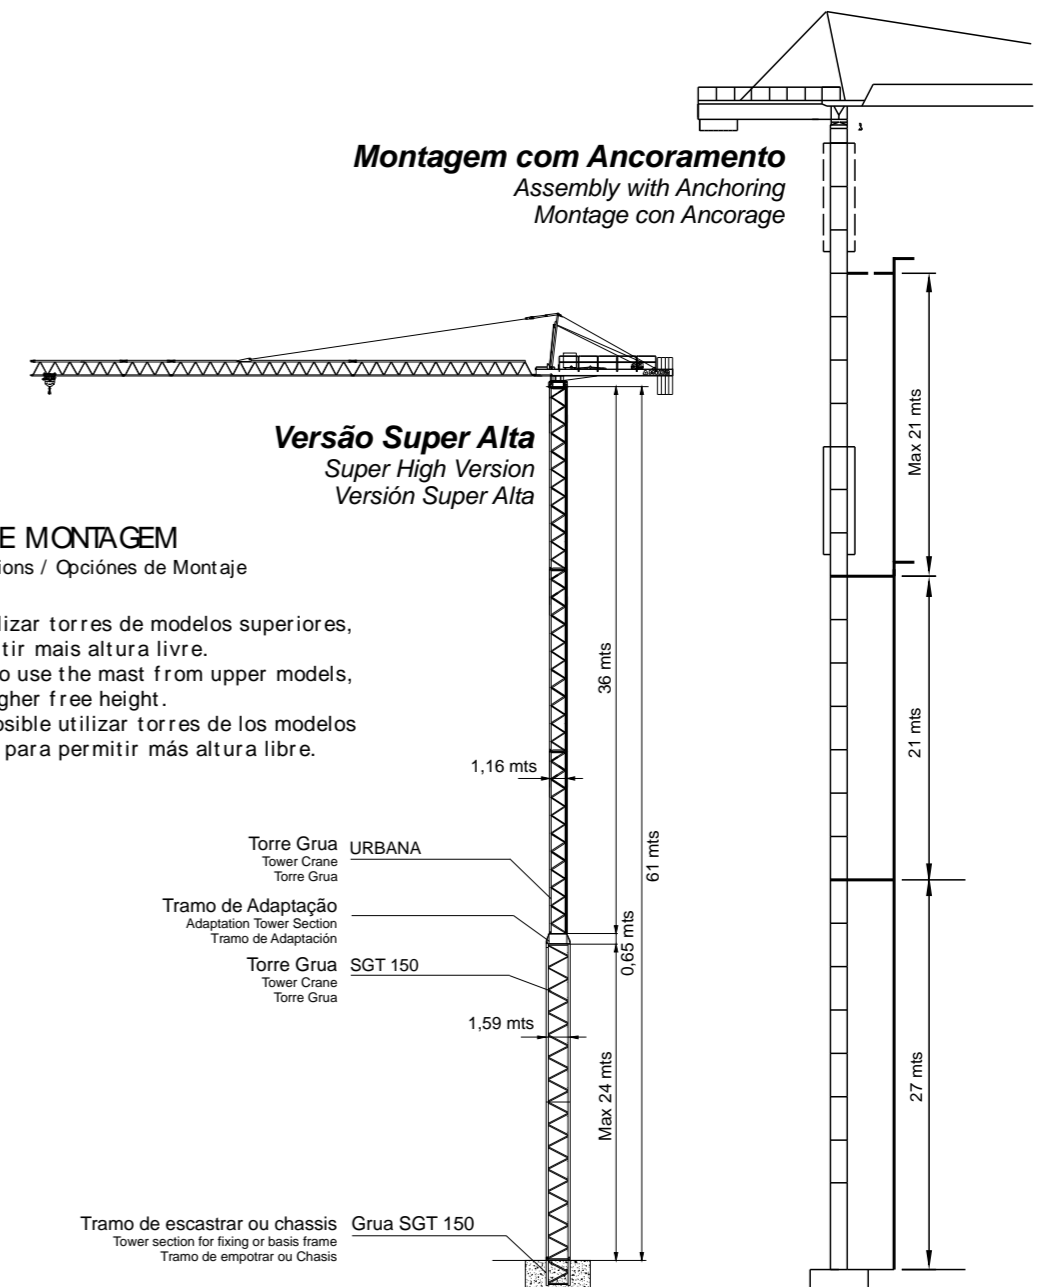 Montagem com Ancoramento
Assembly with Anchoring
Montage con Ancorage
Versão Super Alta
Super High Version
Versión Super Alta
E MONTAGEM
ions / Opciónes de Montaje
lizar torres de modelos superiores,
tir mais altura livre.
o use the mast from upper models,
gher free height.
osible utilizar torres de los modelos
para permitir más altura libre.
Max 21 mts
36 mts
21 mts
1,16 mts
61 mts
Torre Grua URBANA
Tower Crane
Torre Grua
Tramo de Adaptação
Adaptation Tower Section
Tramo de Adaptación
0,65 mts
Torre Grua SGT 150
Tower Crane
Torre Grua
1,59 mts
Max 24 mts
27 mts
Tramo de escastrar ou chassis Grua SGT 150
Tower section for fixing or basis frame
Tramo de empotrar ou Chasis